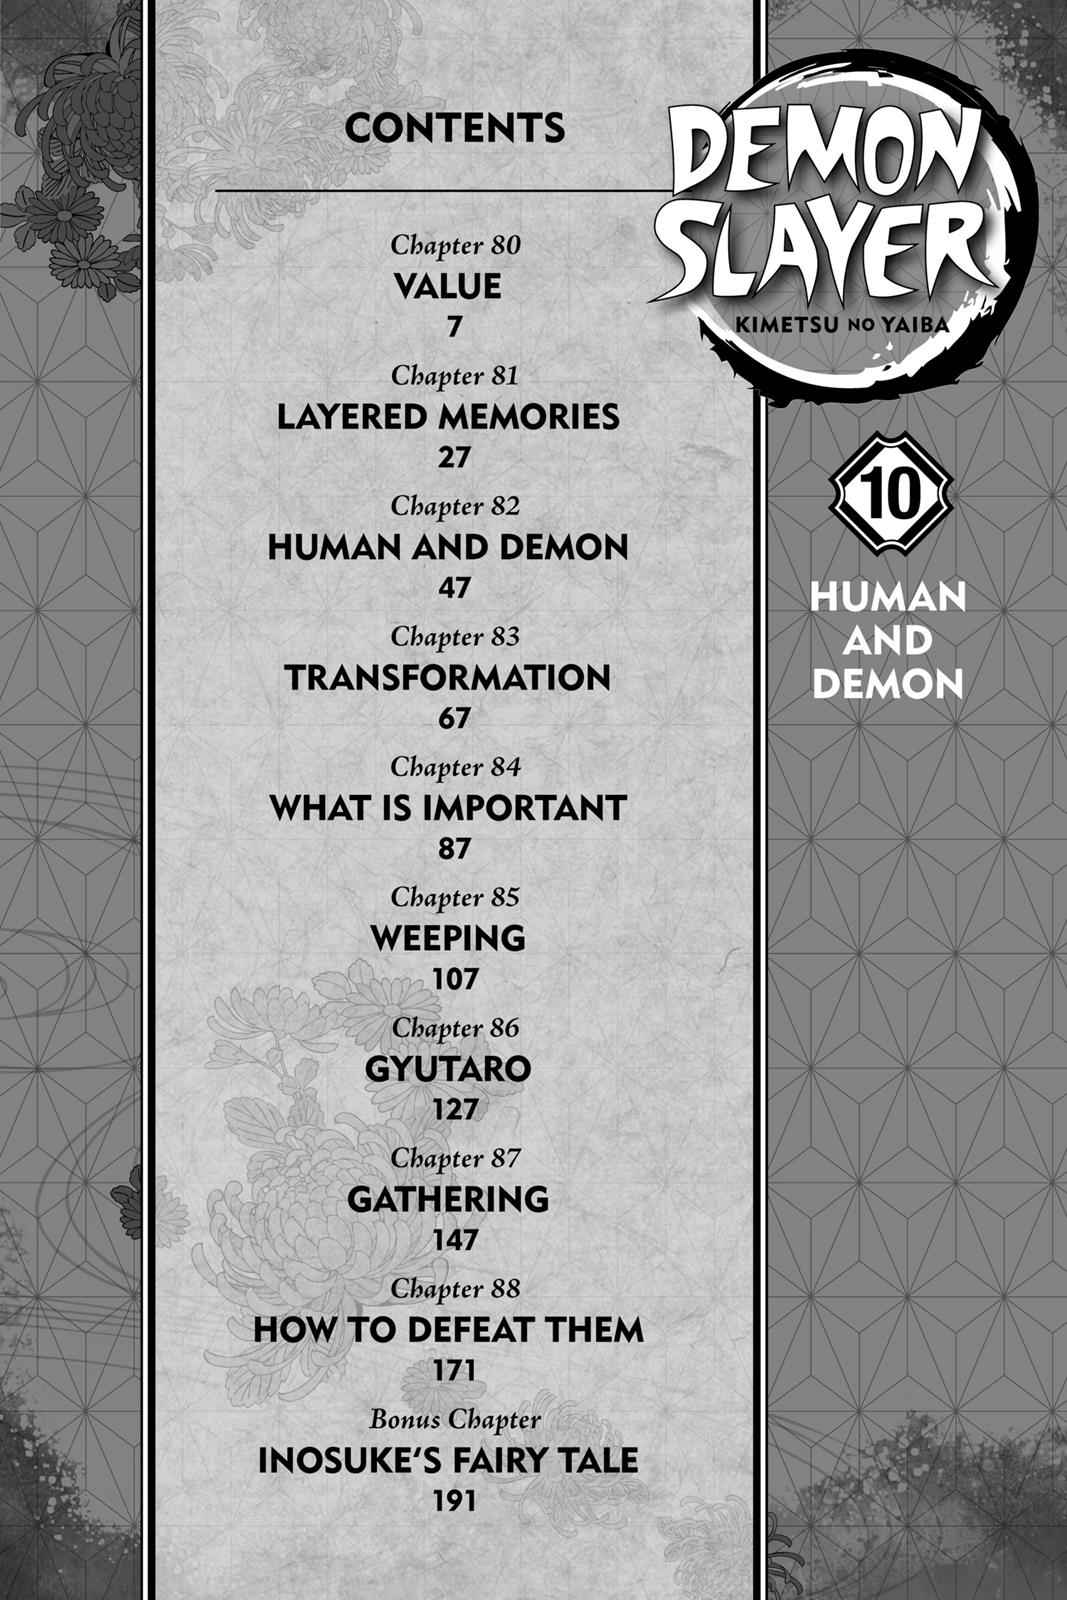 CONTENTS
Chapter 80
VALUE
7
Chapter 81
LAYERED MEMORIES
27
Chapter 82
HUMAN AND DEMON
47
Chapter 83
TRANSFORMATION
67
Chapter 84
WHAT IS IMPORTANT
87
Chapter 85
WEEPING
107
Chapter 86
GYUTARO
127
Chapter 87
GATHERING
147
Chapter 88
HOW TO DEFEAT THEM
171
Bonus Chapter
INOSUKE'S FAIRY TALE
191
DEMON
SLAYER
KIMETSU NO YAIBA
10
HUMAN
AND
DEMON